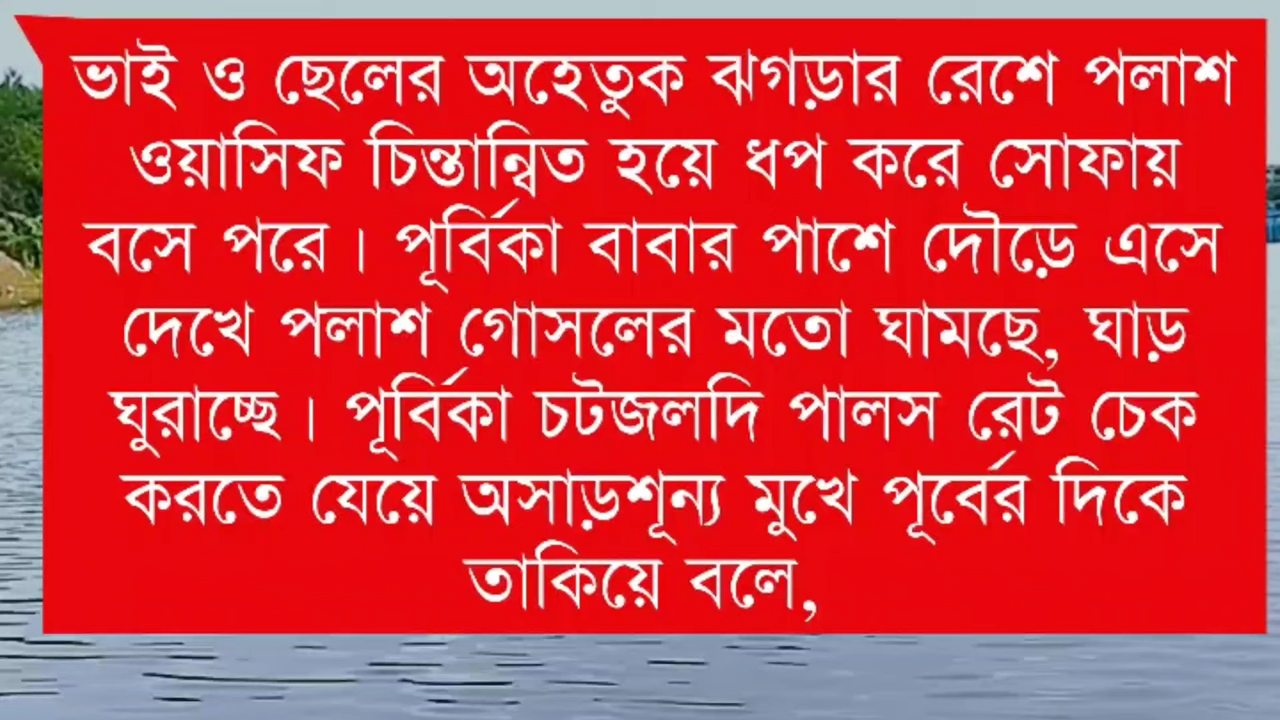 ভাই ও ছেলের অহেতুক ঝগড়ার রেশে পলাশ
ওয়াসিফ চিন্তান্বিত হয়ে ধপ করে সোফায়
বসে পরে। পূর্বিকা বাবার পাশে দৌড়ে এসে
দেখে পলাশ গোসলের মতো ঘামছে, ঘাড়
ঘুরাচ্ছে। পূর্বিকা চটজলদি পালস রেট চেক
করতে যেয়ে অসাড়শূন্য মুখে পূর্বের দিকে
তাকিয়ে বলে,